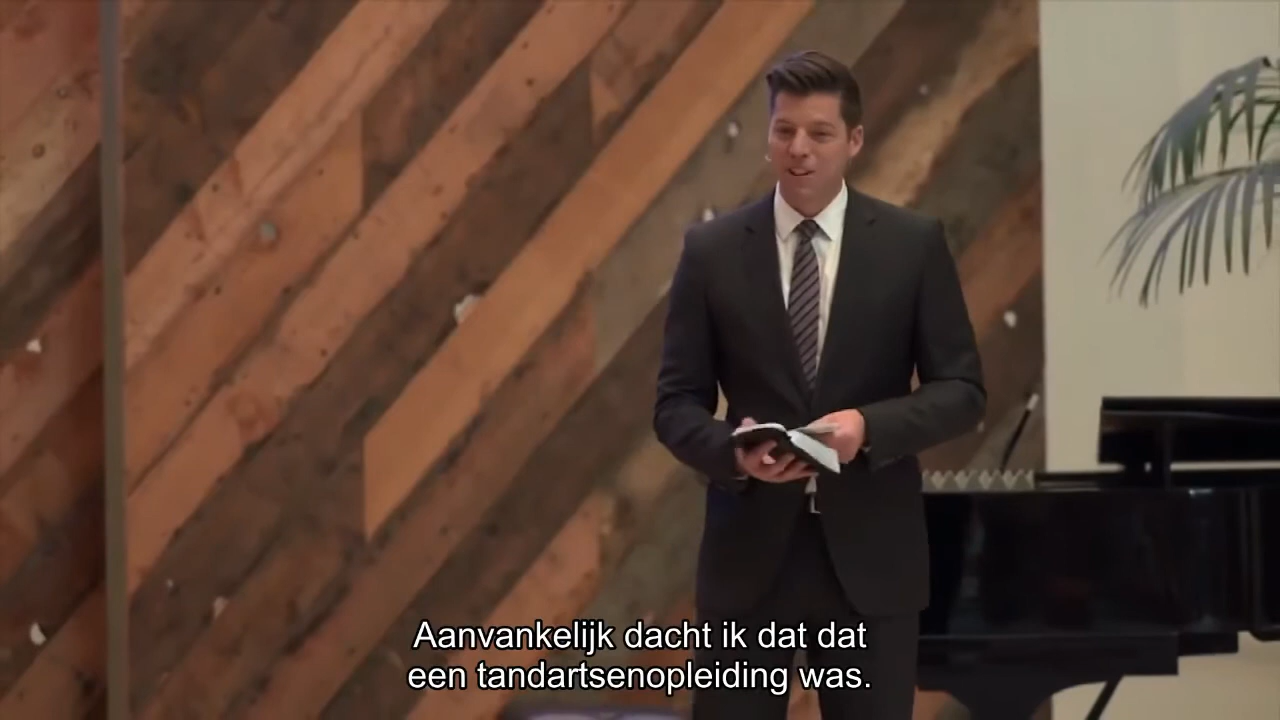 Aanvankelijk dacht ik dat dat
een tandartsenopleiding was.